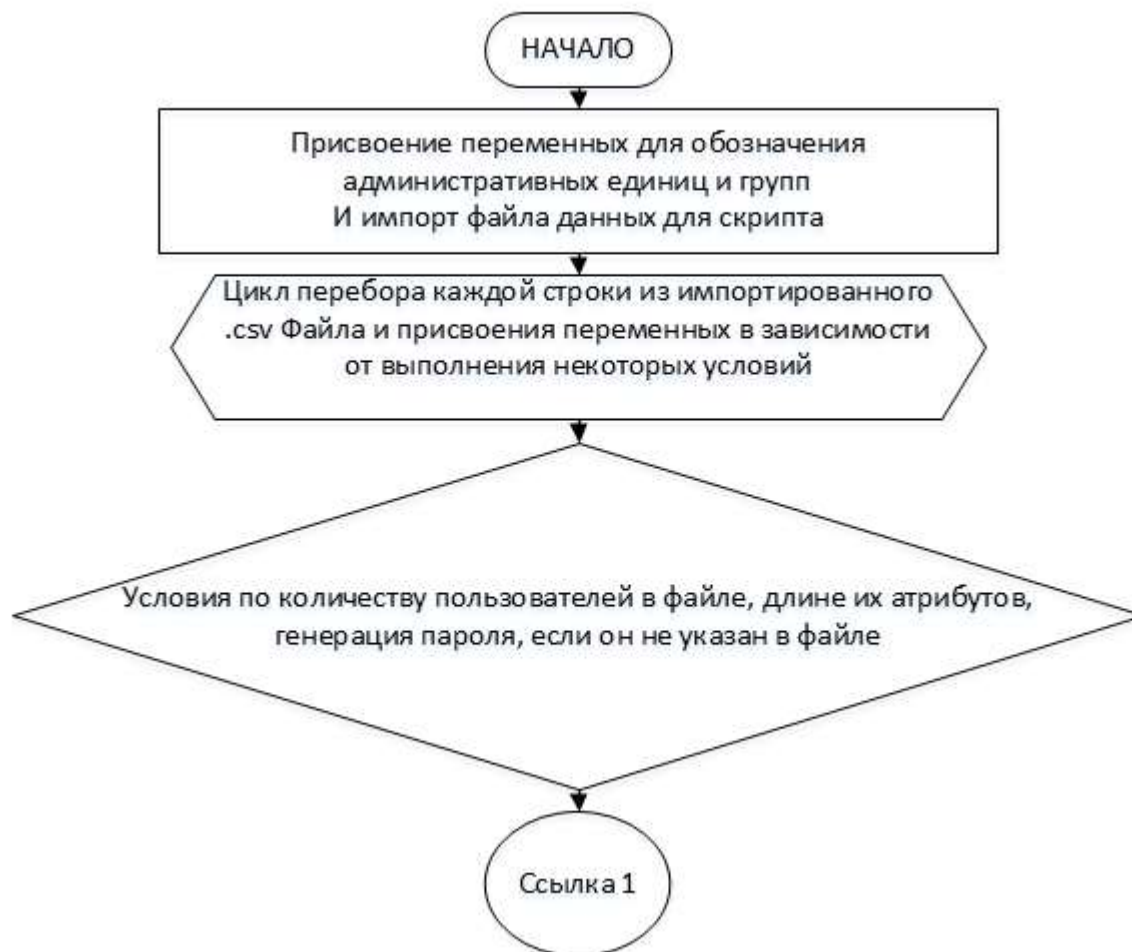 НАЧАЛО
Присвоение переменных для обозначения
административных единиц и групп
И импорт файла данных для скрипта
Цикл перебора каждой строки из импортированного
.csv Файла и присвоения переменных в зависимости
от выполнения некоторых условий
Условия по количеству пользователей в файле, длине их атрибутов,
генерация пароля, если он не указан в файле
Ссылка 1